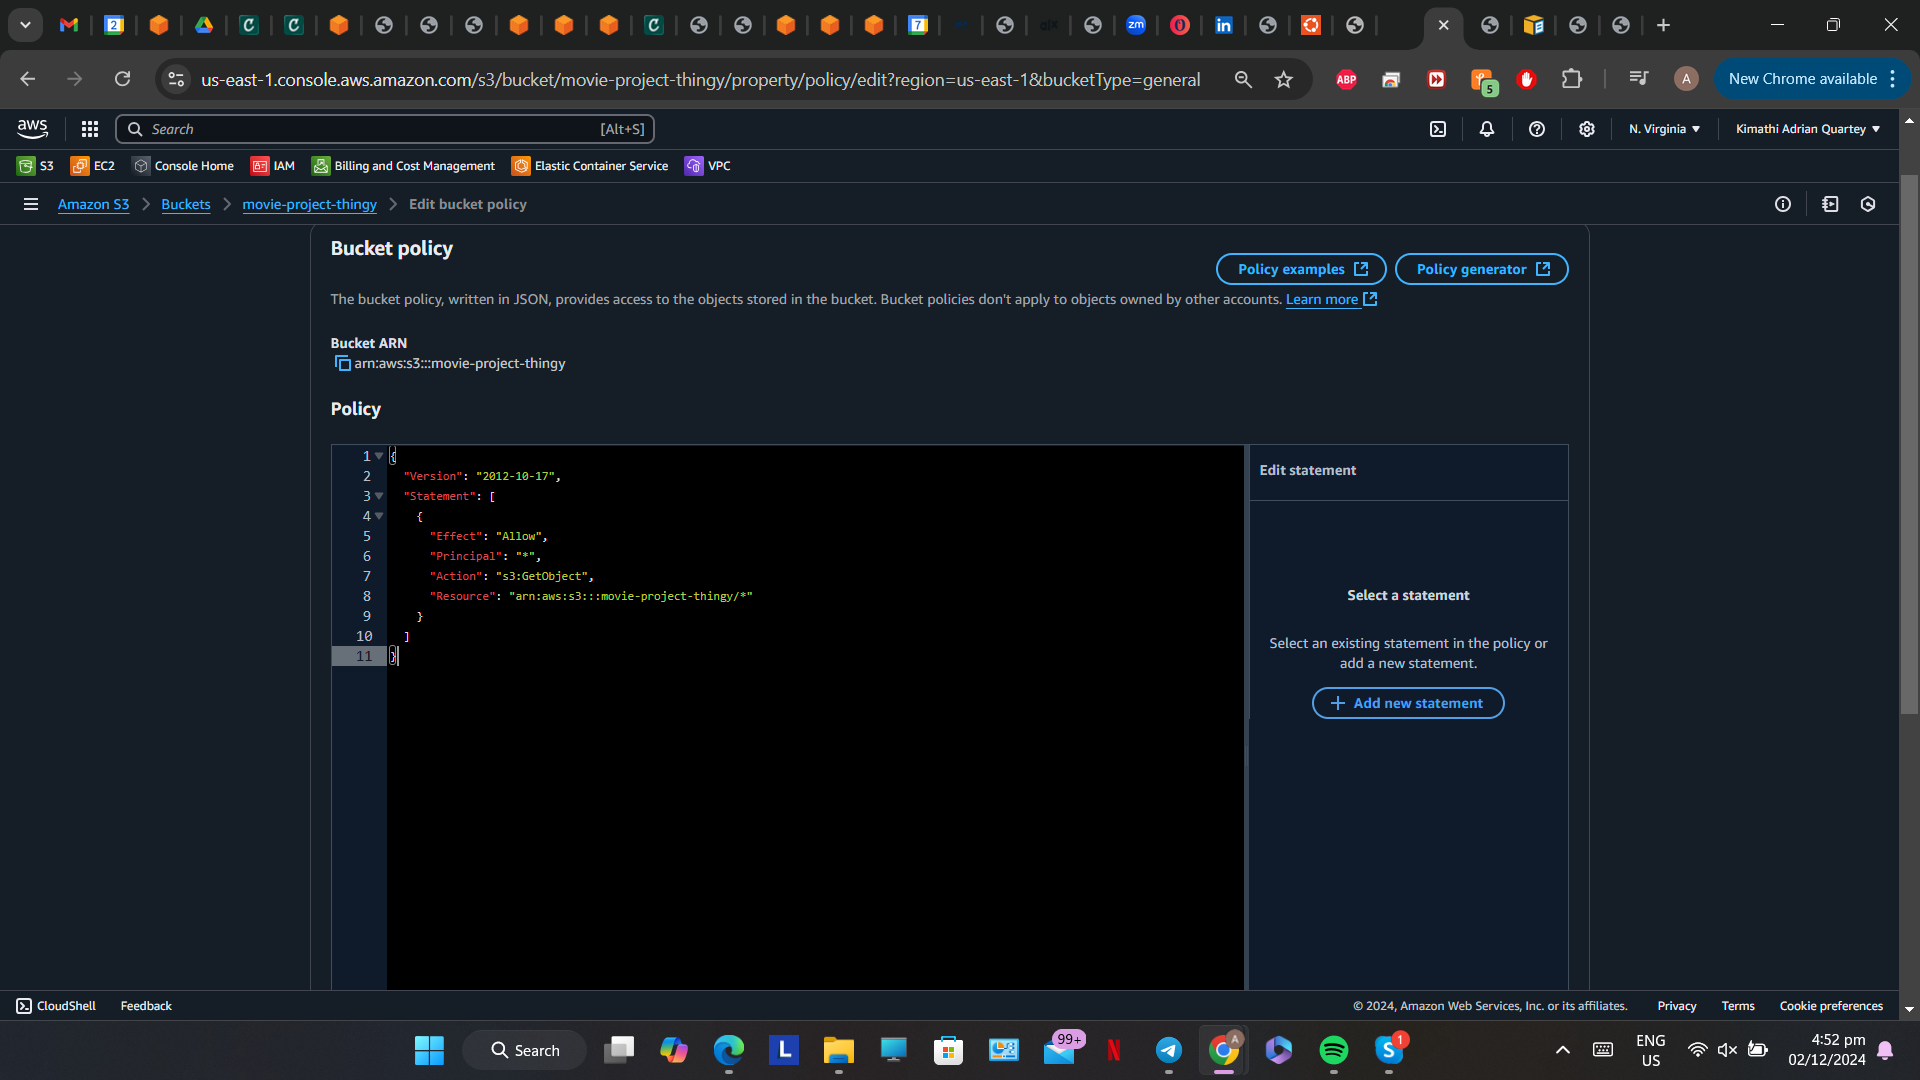 2
7
zm
in
us-east-1.console.aws.amazon.com/s3/bucket/movie-project-thingy/property/policy/edit?region=us-east-1&bucketType=general
ABP
5
A
New Chrome available
aws
Search
[Alt+S]
N. Virginia
Kimathi Adrian Quartey
S3
EC2
Console Home
IAM
Billing and Cost Management
Elastic Container Service
VPC
Amazon S3
Buckets
movie-project-thingy
Edit bucket policy
Bucket policy
Policy examples
Policy generator
The bucket policy, written in JSON, provides access to the objects stored in the bucket. Bucket policies don't apply to objects owned by other accounts. Learn more
Bucket ARN
arn:aws:s3:::movie-project-thingy
Policy
1 {
2 "Version": "2012-10-17",
3 "Statement": [
4 {
5 "Effect": "Allow",
6 "Principal": "*",
7 "Action": "s3:GetObject",
8 "Resource": "arn:aws:s3:::movie-project-thingy/*"
9 }
10 ]
11 }
Edit statement
Select a statement
Select an existing statement in the policy or
add a new statement.
Add new statement
CloudShell
Feedback
© 2024, Amazon Web Services, Inc. or its affiliates.
Privacy
Terms
Cookie preferences
Search
L
99+
N
A
S
1
ENG
US
4:52 pm
02/12/2024